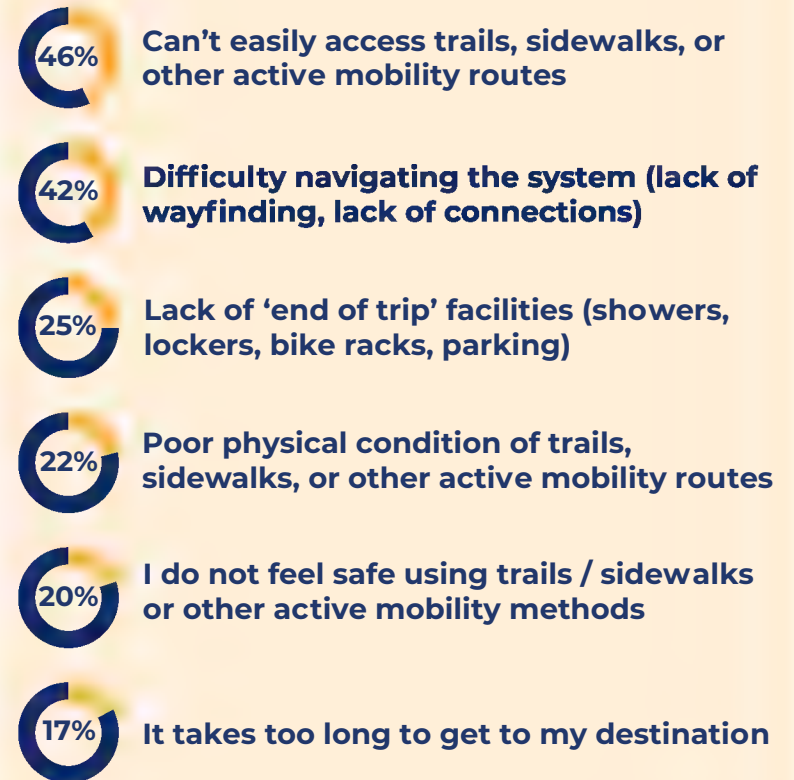 46%
Can’t easily access trails, sidewalks, or
other active mobility routes
42%
Difficulty navigating the system (lack of
wayfinding, lack of connections)
25%
Lack of ‘end of trip’ facilities (showers,
lockers, bike racks, parking)
22%
Poor physical condition of trails,
sidewalks, or other active mobility routes
20%
I do not feel safe using trails / sidewalks
or other active mobility methods
17%
It takes too long to get to my destination